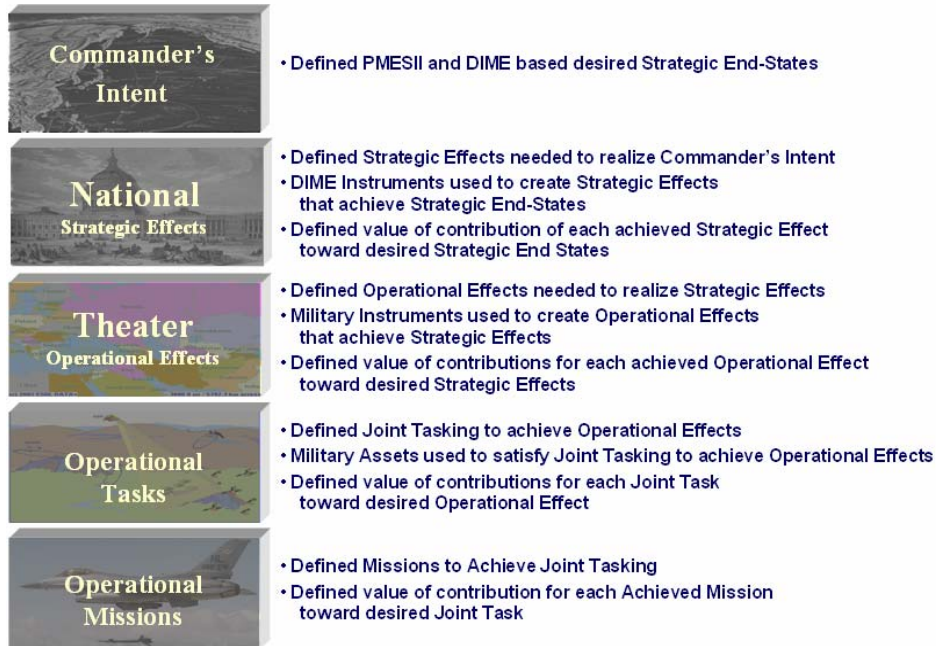 Commander's
Intent
• Defined PMESII and DIME based desired Strategic End-States
National
Strategic Effects
• Defined Strategic Effects needed to realize Commander's Intent
• DIME Instruments used to create Strategic Effects
that achieve Strategic End-States
• Defined value of contribution of each achieved Strategic Effect
toward desired Strategic End States
Theater
Operational Effects
• Defined Operational Effects needed to realize Strategic Effects
• Military Instruments used to create Operational Effects
that achieve Strategic Effects
• Defined value of contributions for each achieved Operational Effect
toward desired Strategic Effects
Operational
Tasks
• Defined Joint Tasking to achieve Operational Effects
• Military Assets used to satisfy Joint Tasking to achieve Operational Effects
• Defined value of contributions for each Joint Task
toward desired Operational Effect
Operational
Missions
• Defined Missions to Achieve Joint Tasking
• Defined value of contribution for each Achieved Mission
toward desired Joint Task